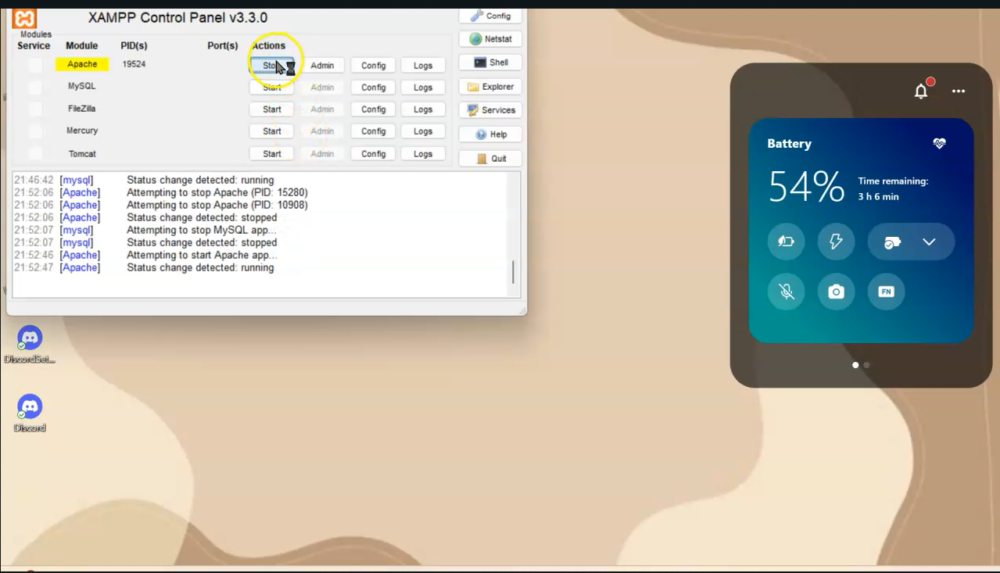 XAMPP Control Panel v3.3.0
Modules
Service Module PID(s) Port(s) Actions
Apache 19524 Admin Config Logs
MySQL Start Admin Config Logs
FileZilla Start Admin Config Logs
Mercury Start Admin Config Logs
Tomcat Start Admin Config Logs
Config
Netstat
Shell
Explorer
Services
Help
Quit
21:46:42 [mysql] Status change detected: running
21:52:06 [Apache] Attempting to stop Apache (PID: 15280)
21:52:06 [Apache] Attempting to stop Apache (PID: 10908)
21:52:06 [Apache] Status change detected: stopped
21:52:07 [mysql] Attempting to stop MySQL app...
21:52:07 [mysql] Status change detected: stopped
21:52:46 [Apache] Attempting to start Apache app...
21:52:47 [Apache] Status change detected: running
DiscordSet...
Discord
Battery
54%
Time remaining:
3 h 6 min
FN